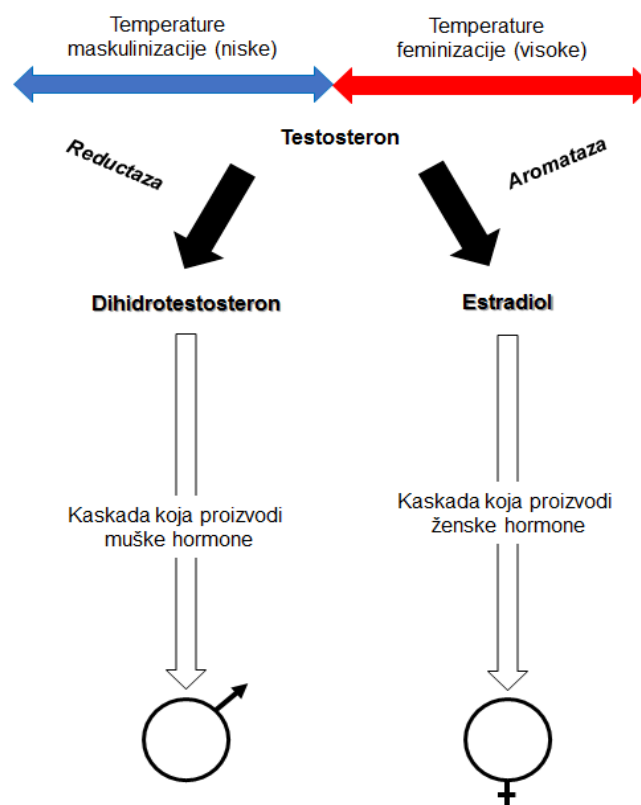 Temperature
maskulinizacije (niske)
Temperature
feminizacije (visoke)
Testosteron
Reductaza
Aromataza
Dihidrotestosteron
Estradiol
Kaskada koja proizvodi
muške hormone
Kaskada koja proizvodi
ženske hormone